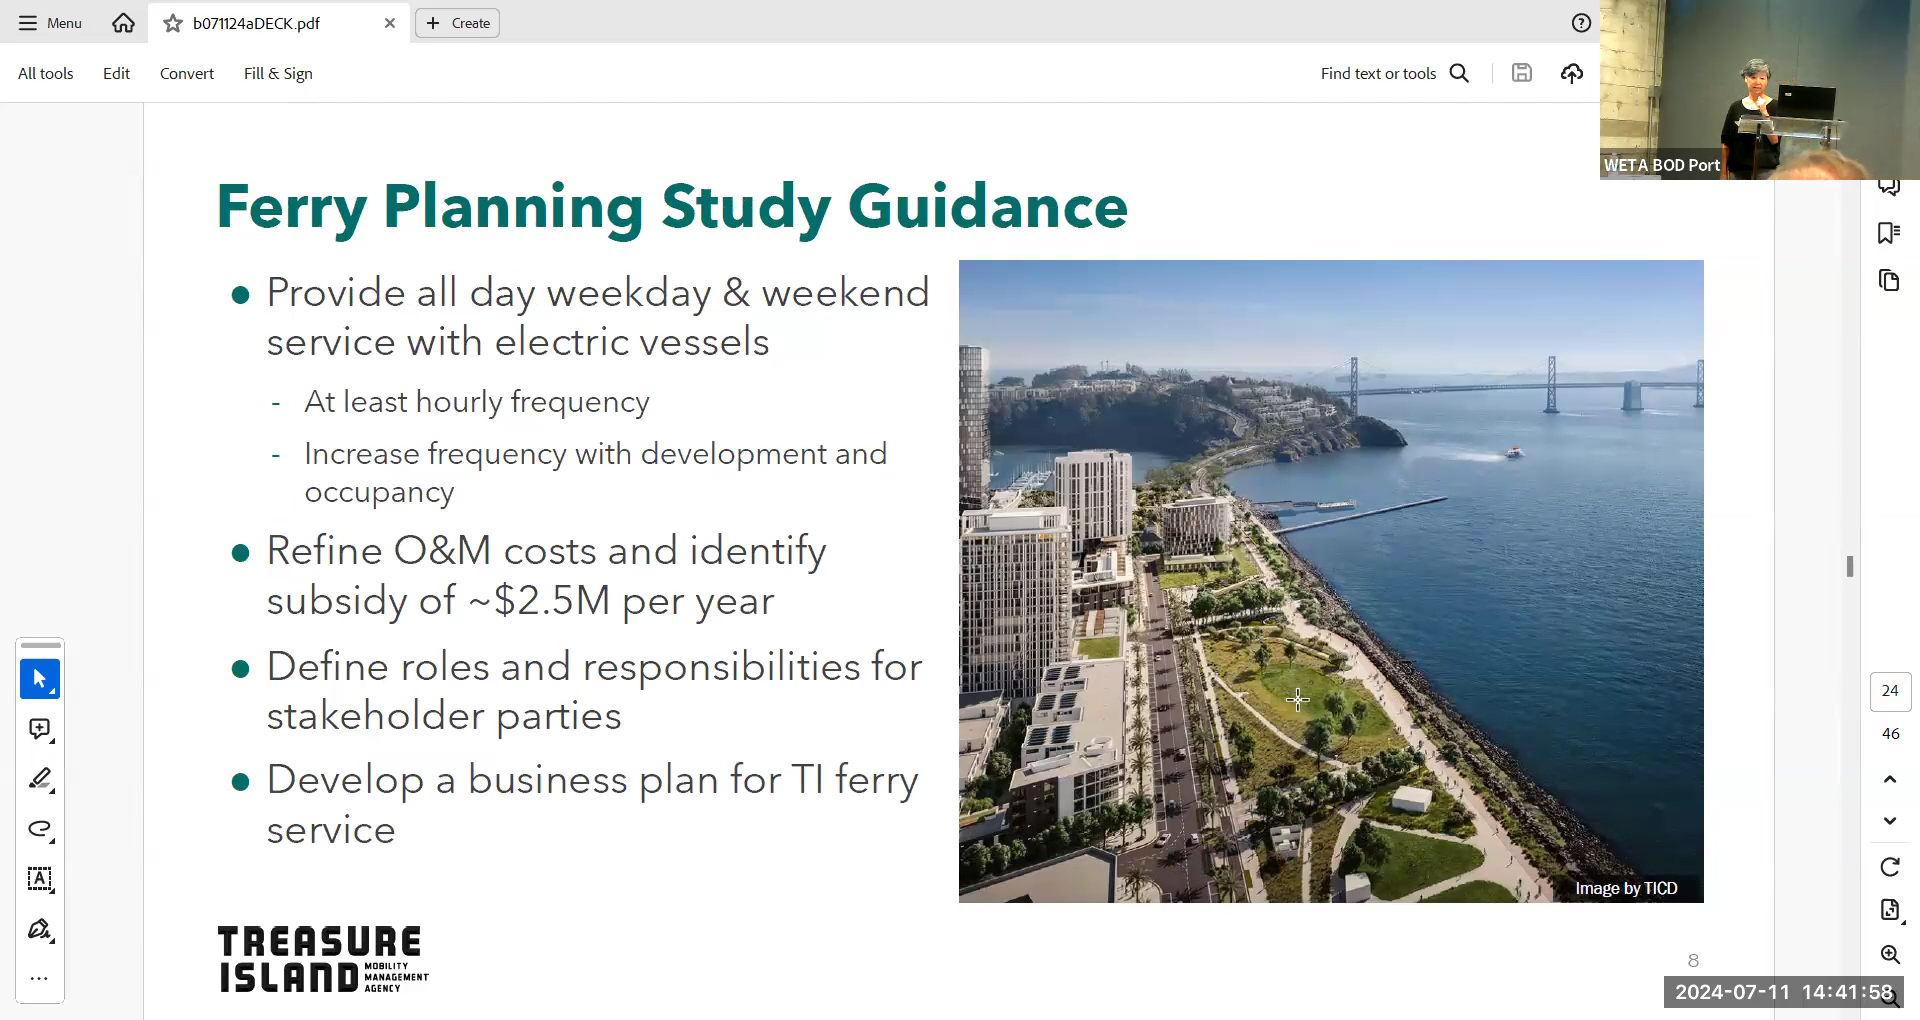 Menu
b071124aDECK.pdf
Create
All tools
Edit
Convert
Fill & Sign
Find text or tools
WETA BOD Port
Ferry Planning Study Guidance
● Provide all day weekday & weekend
service with electric vessels
- At least hourly frequency
- Increase frequency with development and
occupancy
● Refine O&M costs and identify
subsidy of ~$2.5M per year
● Define roles and responsibilities for
stakeholder parties
● Develop a business plan for TI ferry
service
Image by TICD
TREASURE
ISLAND
MOBILITY
MANAGEMENT
AGENCY
8
24
46
2024-07-11 14:41:58